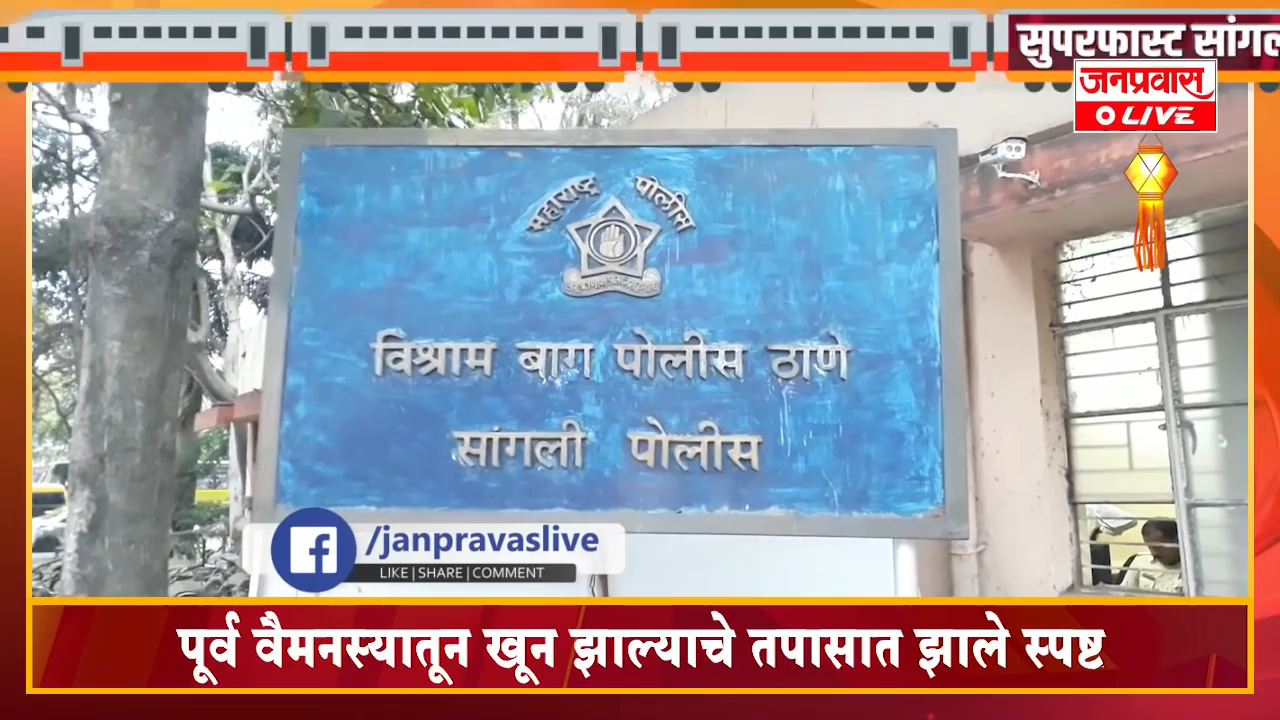 सुपरफास्ट सांगल
जनप्रवास
LIVE
महाराष्ट्र पोलीस
विश्राम बाग पोलीस ठाणे
सांगली पोलीस
/janpravaslive
LIKE|SHARE|COMMENT
पूर्व वैमनस्यातून खून झाल्याचे तपासात झाले स्पष्ट